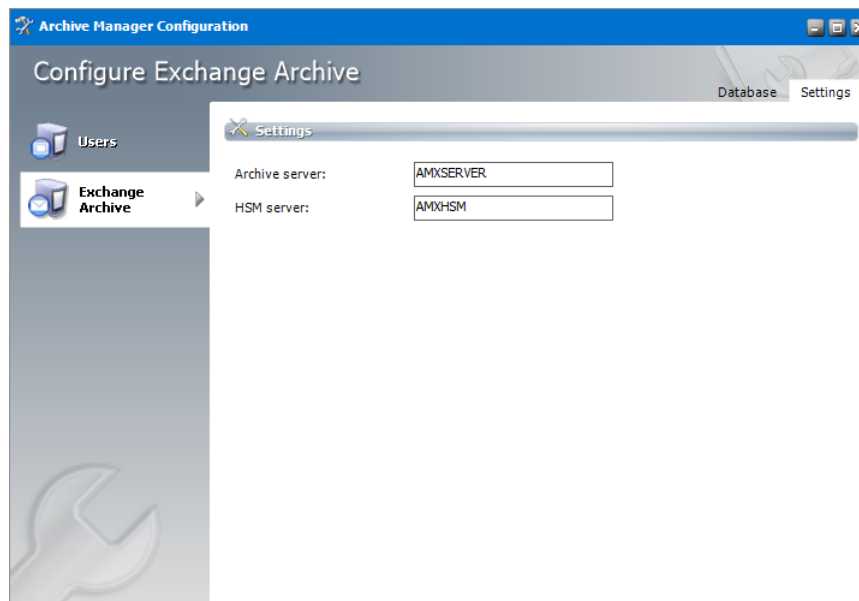 Archive Manager Configuration
Configure Exchange Archive
Database Settings
Users
Exchange
Archive
Settings
Archive server: AMXSERVER
HSM server: AMXHSM